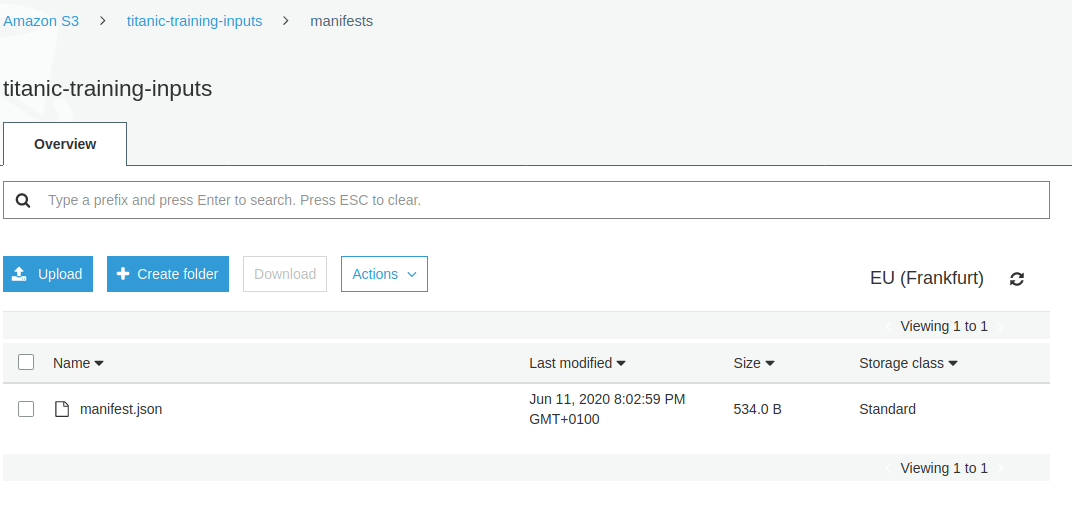 Amazon S3 > titanic-training-inputs > manifests
titanic-training-inputs
Overview
Type a prefix and press Enter to search. Press ESC to clear.
Upload Create folder Download Actions EU (Frankfurt)
Viewing 1 to 1
Name Last modified Size Storage class
manifest.json Jun 11, 2020 8:02:59 PM 534.0 B Standard
GMT+0100
Viewing 1 to 1